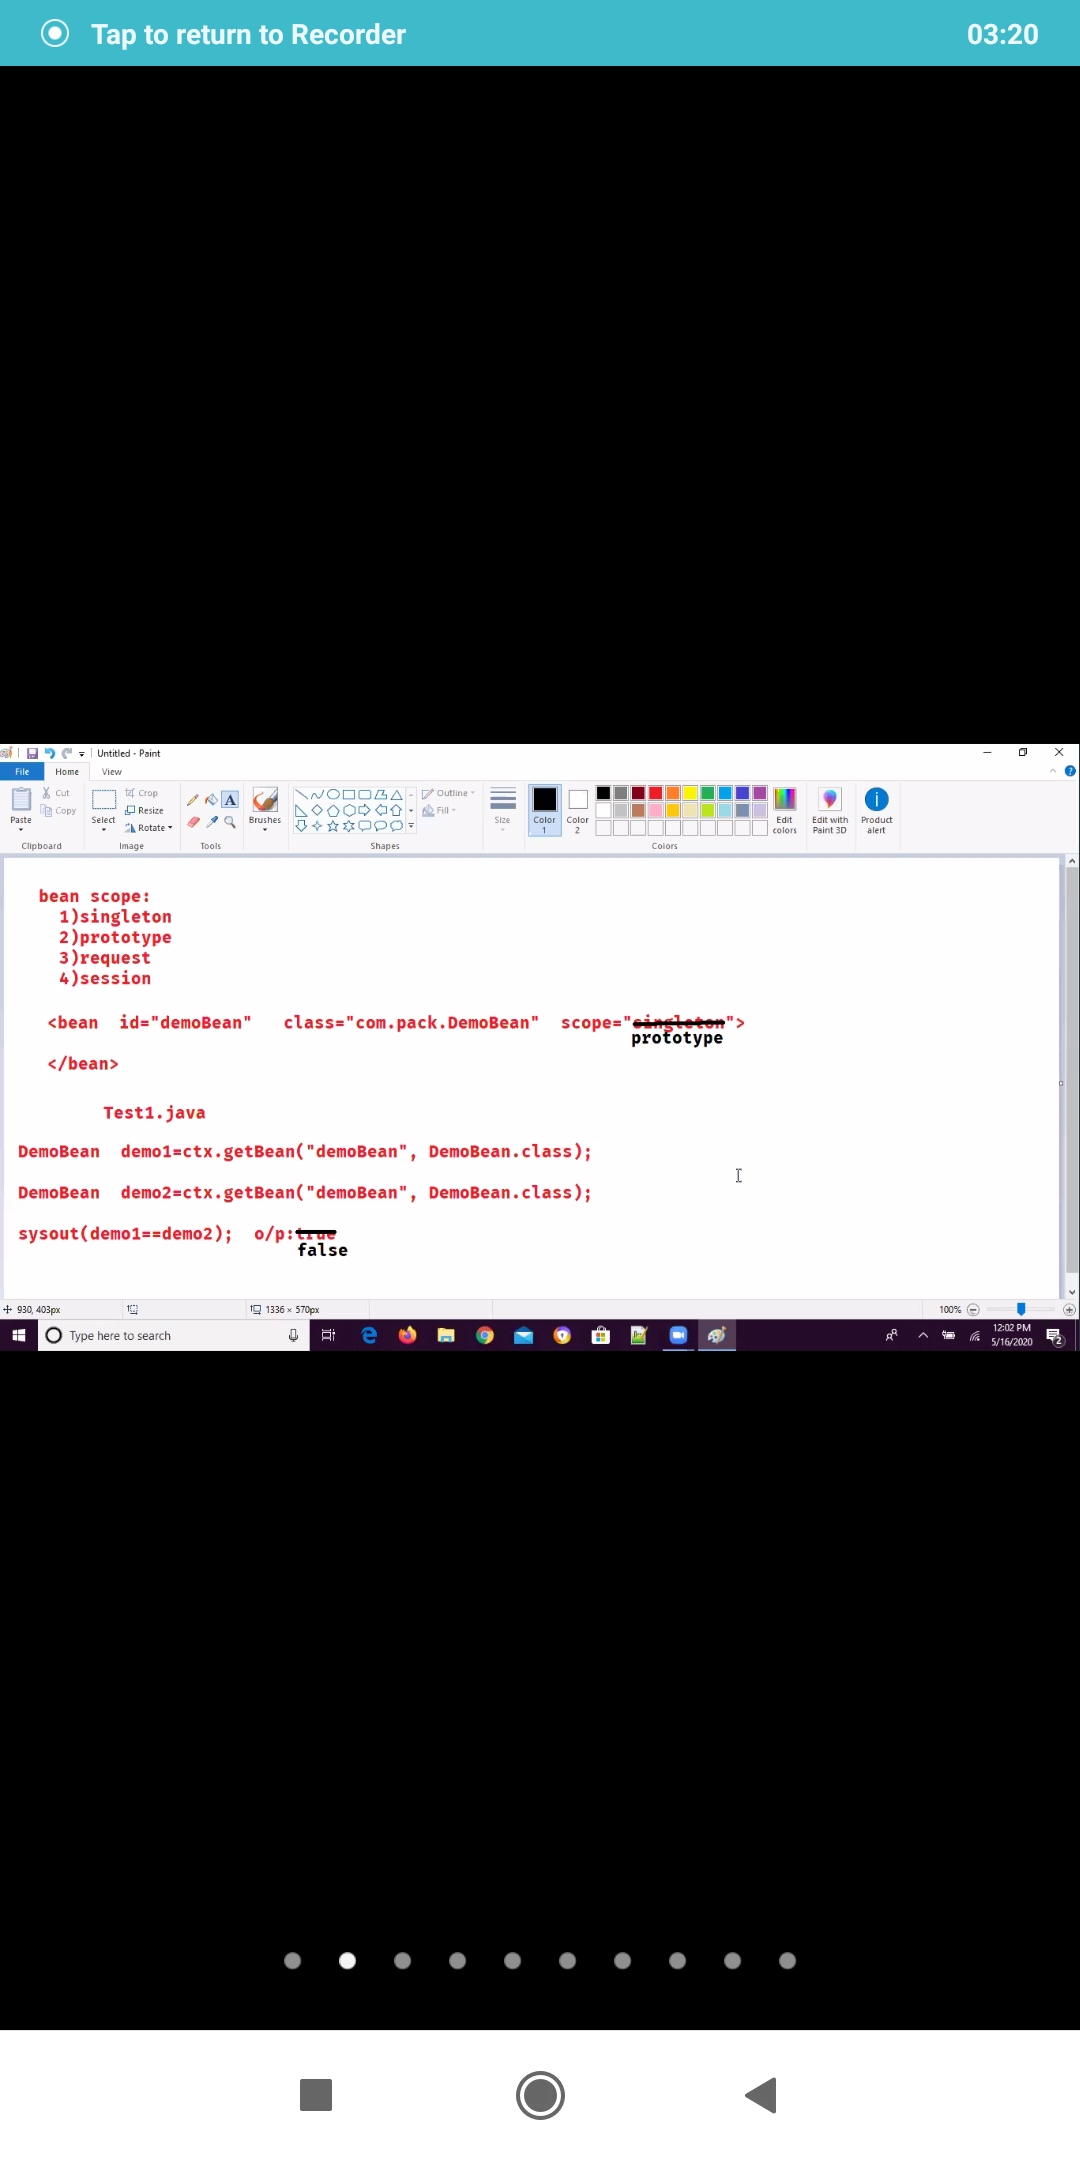 Tap to return to Recorder 03:20
Untitled - Paint
File Home View
Cut Crop Outline
Copy Resize Fill
Paste Select Rotate Brushes Size Color 1 Color 2 Edit colors Edit with Paint 3D Product alert
Clipboard Image Tools Shapes Colors
bean scope:
1)singleton
2)prototype
3)request
4)session
<bean id="demoBean" class="com.pack.DemoBean" scope="singleton">
prototype
</bean>
Test1.java
DemoBean demo1=ctx.getBean("demoBean", DemoBean.class);
DemoBean demo2=ctx.getBean("demoBean", DemoBean.class);
sysout(demo1==demo2); o/p:true
false
930, 403px 1336 × 570px 100%
Type here to search 12:02 PM
5/16/2020 2